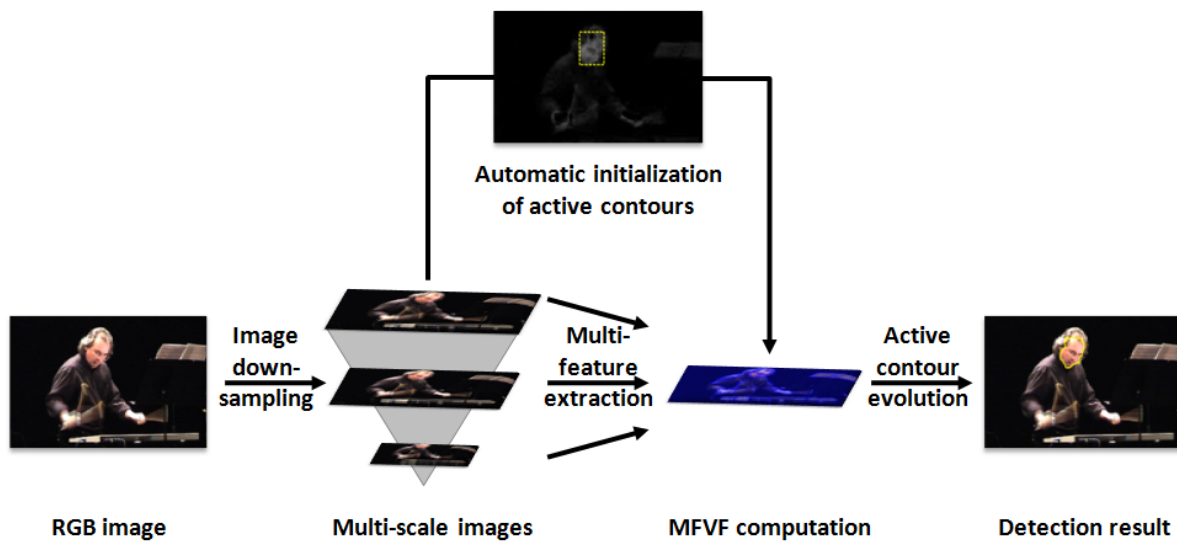 Automatic initialization
of active contours
Image
down-
sampling
Multi-
feature
extraction
Active
contour
evolution
RGB image
Multi-scale images
MFVF computation
Detection result